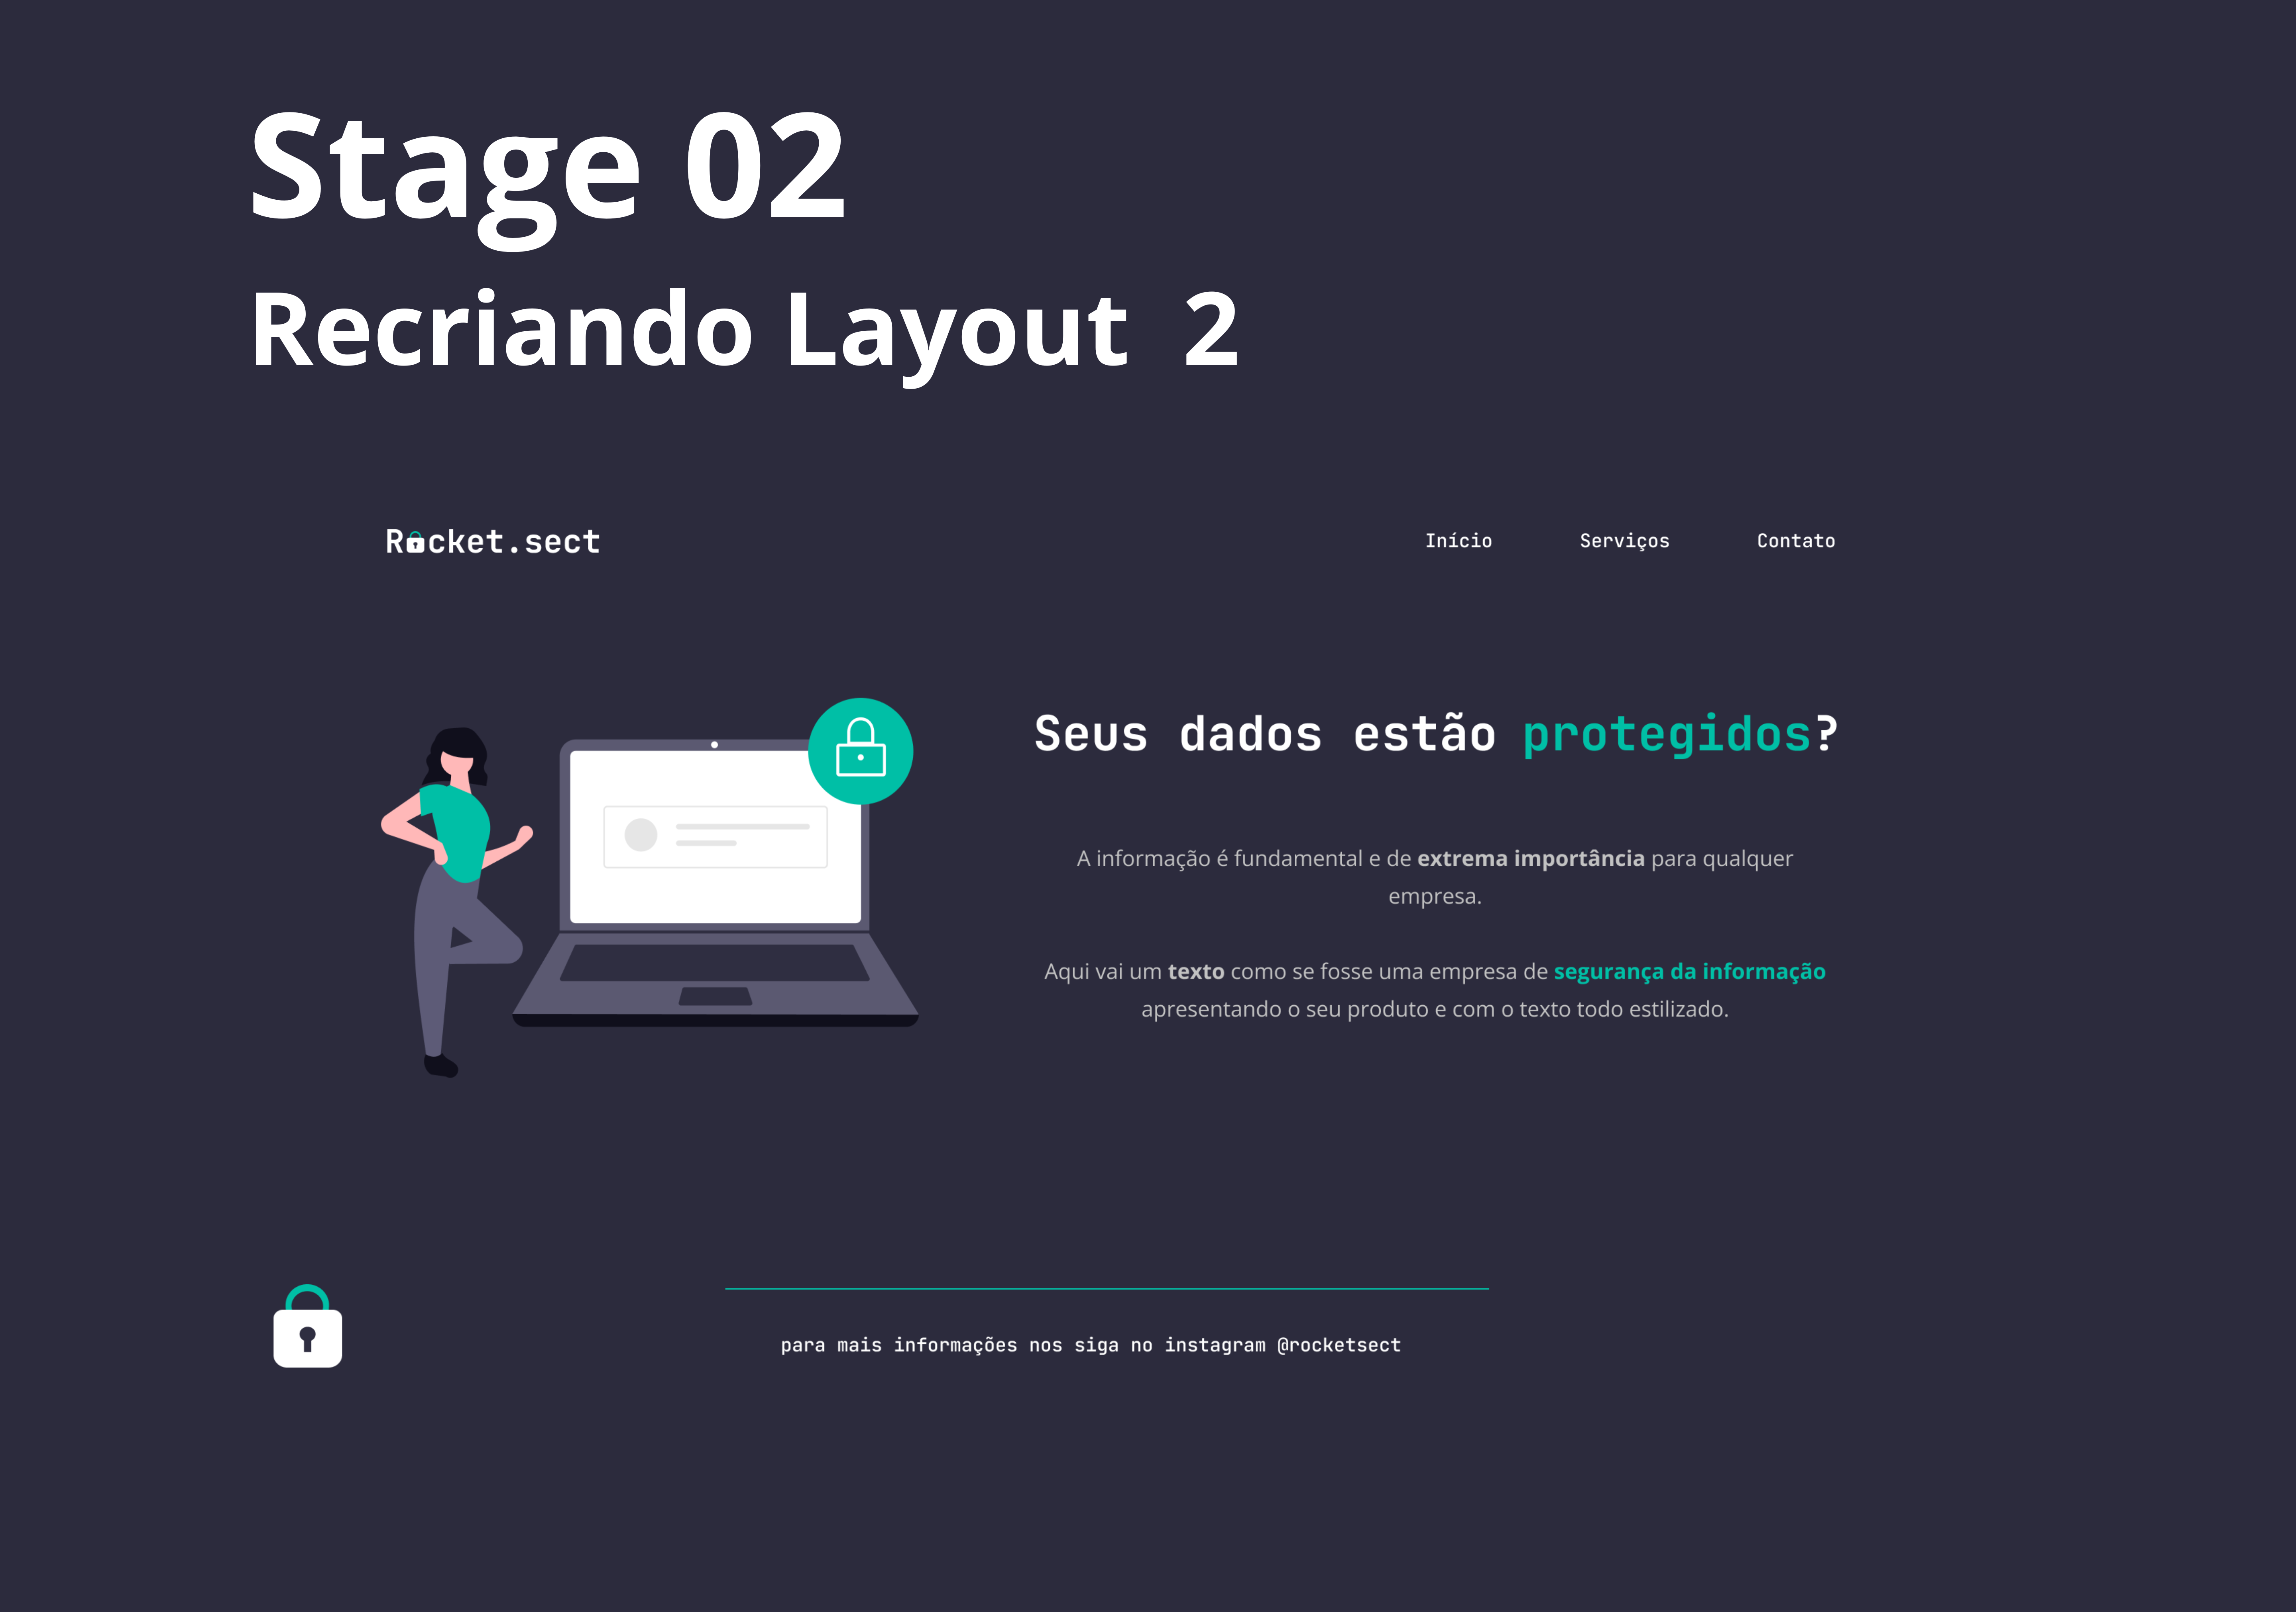 Stage 02
Recriando Layout 2
Rocket.sect
Início Serviços Contato
Seus dados estão protegidos?
A informação é fundamental e de extrema importância para qualquer
empresa.
Aqui vai um texto como se fosse uma empresa de segurança da informação
apresentando o seu produto e com o texto todo estilizado.
para mais informações nos siga no instagram @rocketsect